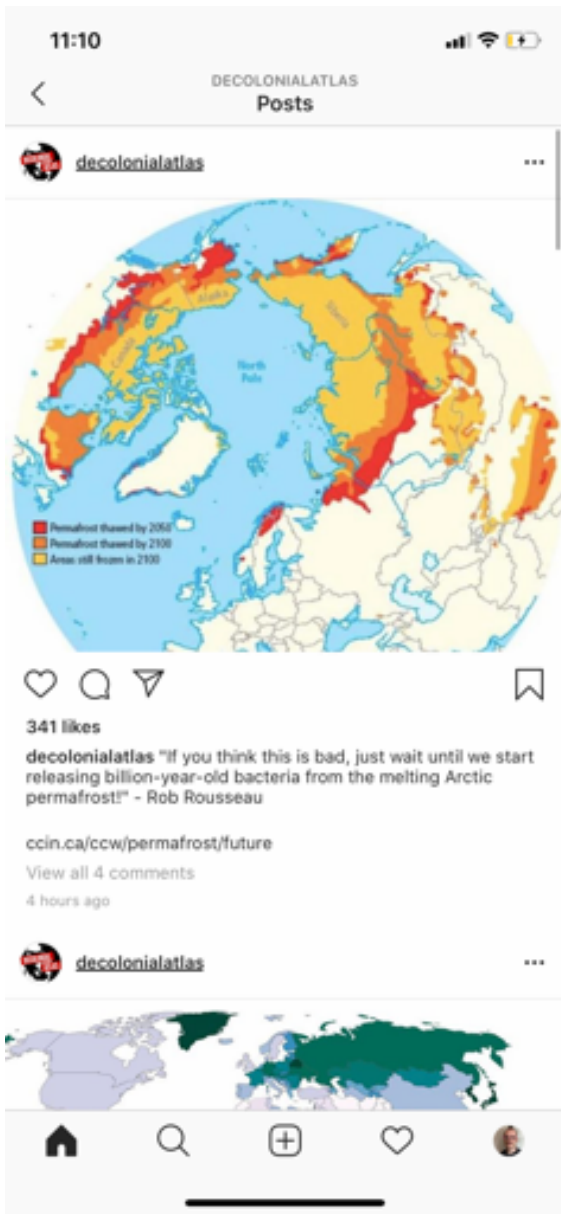 11:10
DECOLONIALATLAS
Posts
decolonialatlas
Alaska
Canada
Siberia
North
Pole
Permafrost thawed by 2050
Permafrost thawed by 2100
Areas still frozen in 2100
341 likes
decolonialatlas "If you think this is bad, just wait until we start
releasing billion-year-old bacteria from the melting Arctic
permafrost!" - Rob Rousseau
ccin.ca/ccw/permafrost/future
View all 4 comments
4 hours ago
decolonialatlas